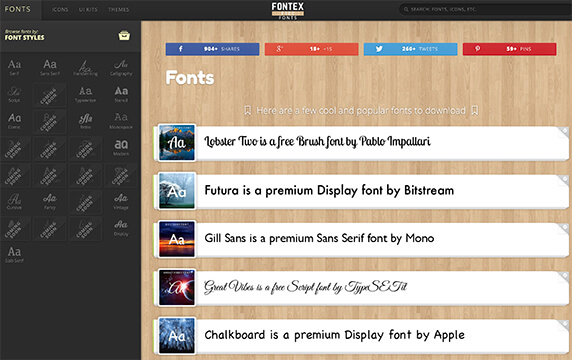 FONTS ICONS UI KITS THEMES
FONTEX
FREE
FONTS
SEARCH: FONTS, ICONS, ETC.
Browse fonts by:
FONT STYLES
Aa Aa Aa Aa
Serif Sans Serif Handwriting Calligraphy
Aa COMING SOON Aa Aa
Script Typewriter Stencil
Aa COMING SOON Aa Aa
Comic Retro Monospace
COMING SOON COMING SOON COMING SOON aa
Modern
COMING SOON COMING SOON COMING SOON COMING SOON
Aa Aa COMING SOON Aa
Cursive Fancy Vintage
COMING SOON COMING SOON COMING SOON Aa
Display
Aa
Slab Serif
904+ SHARES
18+ +1S
260+ TWEETS
59+ PINS
Fonts
Here are a few cool and popular fonts to download
Aa Lobster Two is a free Brush font by Pablo Impallari
Aa Futura is a premium Display font by Bitstream
Aa Gill Sans is a premium Sans Serif font by Mono
Aa Great Vibes is a free Script font by TypeSETit
Aa Chalkboard is a premium Display font by Apple